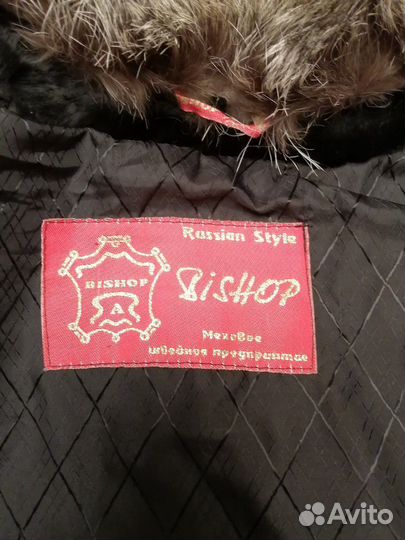 Russian Style
BISHOP
A
BiSHOP
Меховое
швейное предприятие
Avito